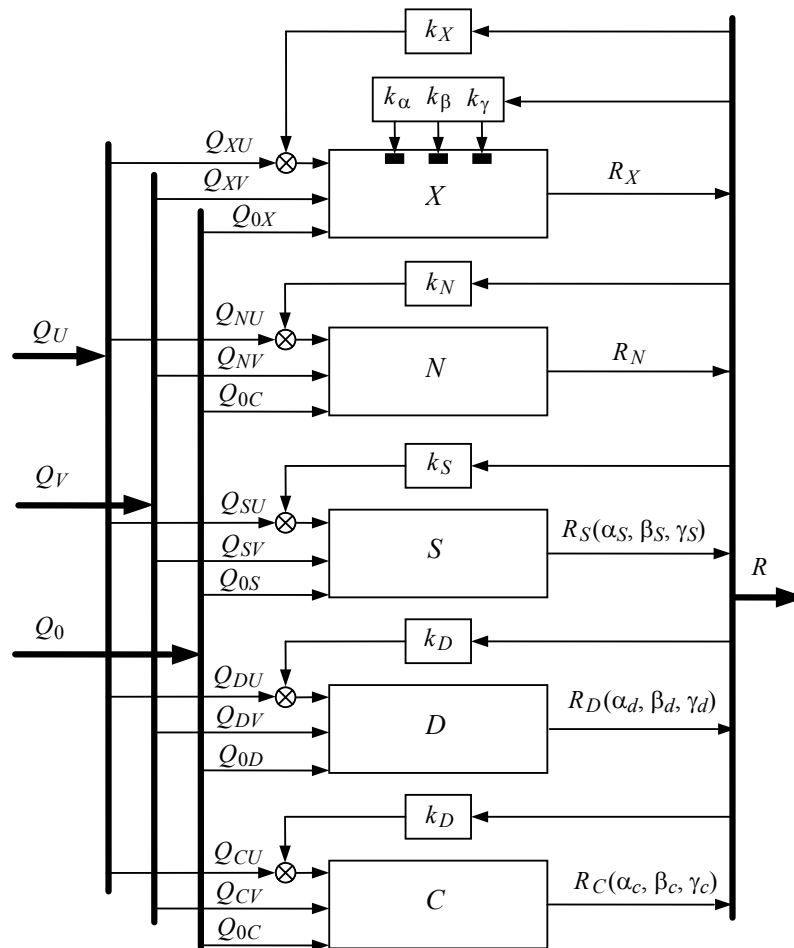 k_X
k_α k_β k_γ
Q_XU
Q_XV
X
R_X
Q_0X
k_N
Q_NU
Q_U
Q_NV
N
R_N
Q_0C
k_S
Q_V
Q_SU
R_S(α_S, β_S, γ_S)
Q_SV
S
R
Q_0S
Q_0
k_D
Q_DU
R_D(α_d, β_d, γ_d)
Q_DV
D
Q_0D
k_D
Q_CU
R_C(α_c, β_c, γ_c)
Q_CV
C
Q_0C